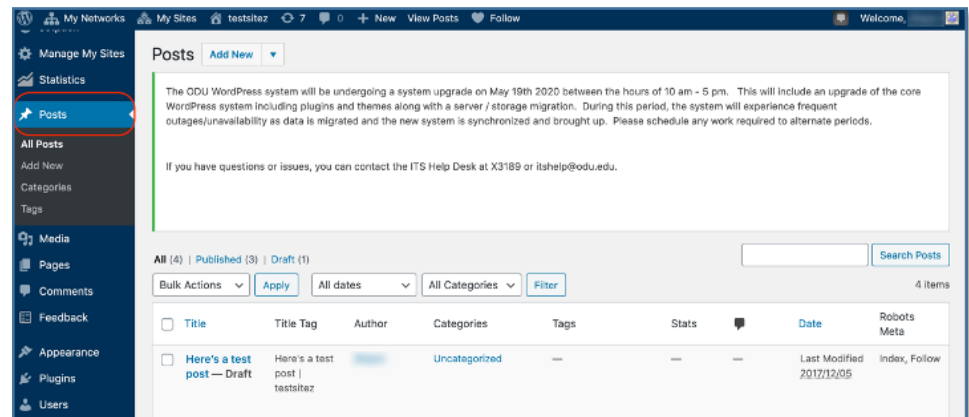 My Networks My Sites testsitez 7 0 + New View Posts Follow Welcome,
Manage My Sites
Statistics
Posts
All Posts
Add New
Categories
Tags
Media
Pages
Comments
Feedback
Appearance
Plugins
Users
Posts Add New
The ODU WordPress system will be undergoing a system upgrade on May 19th 2020 between the hours of 10 am - 5 pm. This will include an upgrade of the core
WordPress system including plugins and themes along with a server / storage migration. During this period, the system will experience frequent
outages/unavailability as data is migrated and the new system is synchronized and brought up. Please schedule any work required to alternate periods.
If you have questions or issues, you can contact the ITS Help Desk at X3189 or itshelp@odu.edu.
All (4) | Published (3) | Draft (1)
Search Posts
Bulk Actions Apply All dates All Categories Filter 4 items
Title Title Tag Author Categories Tags Stats Date Robots
Meta
Here's a test Here's a test Uncategorized — — — Last Modified Index, Follow
post — Draft post | 2017/12/05
testsitez